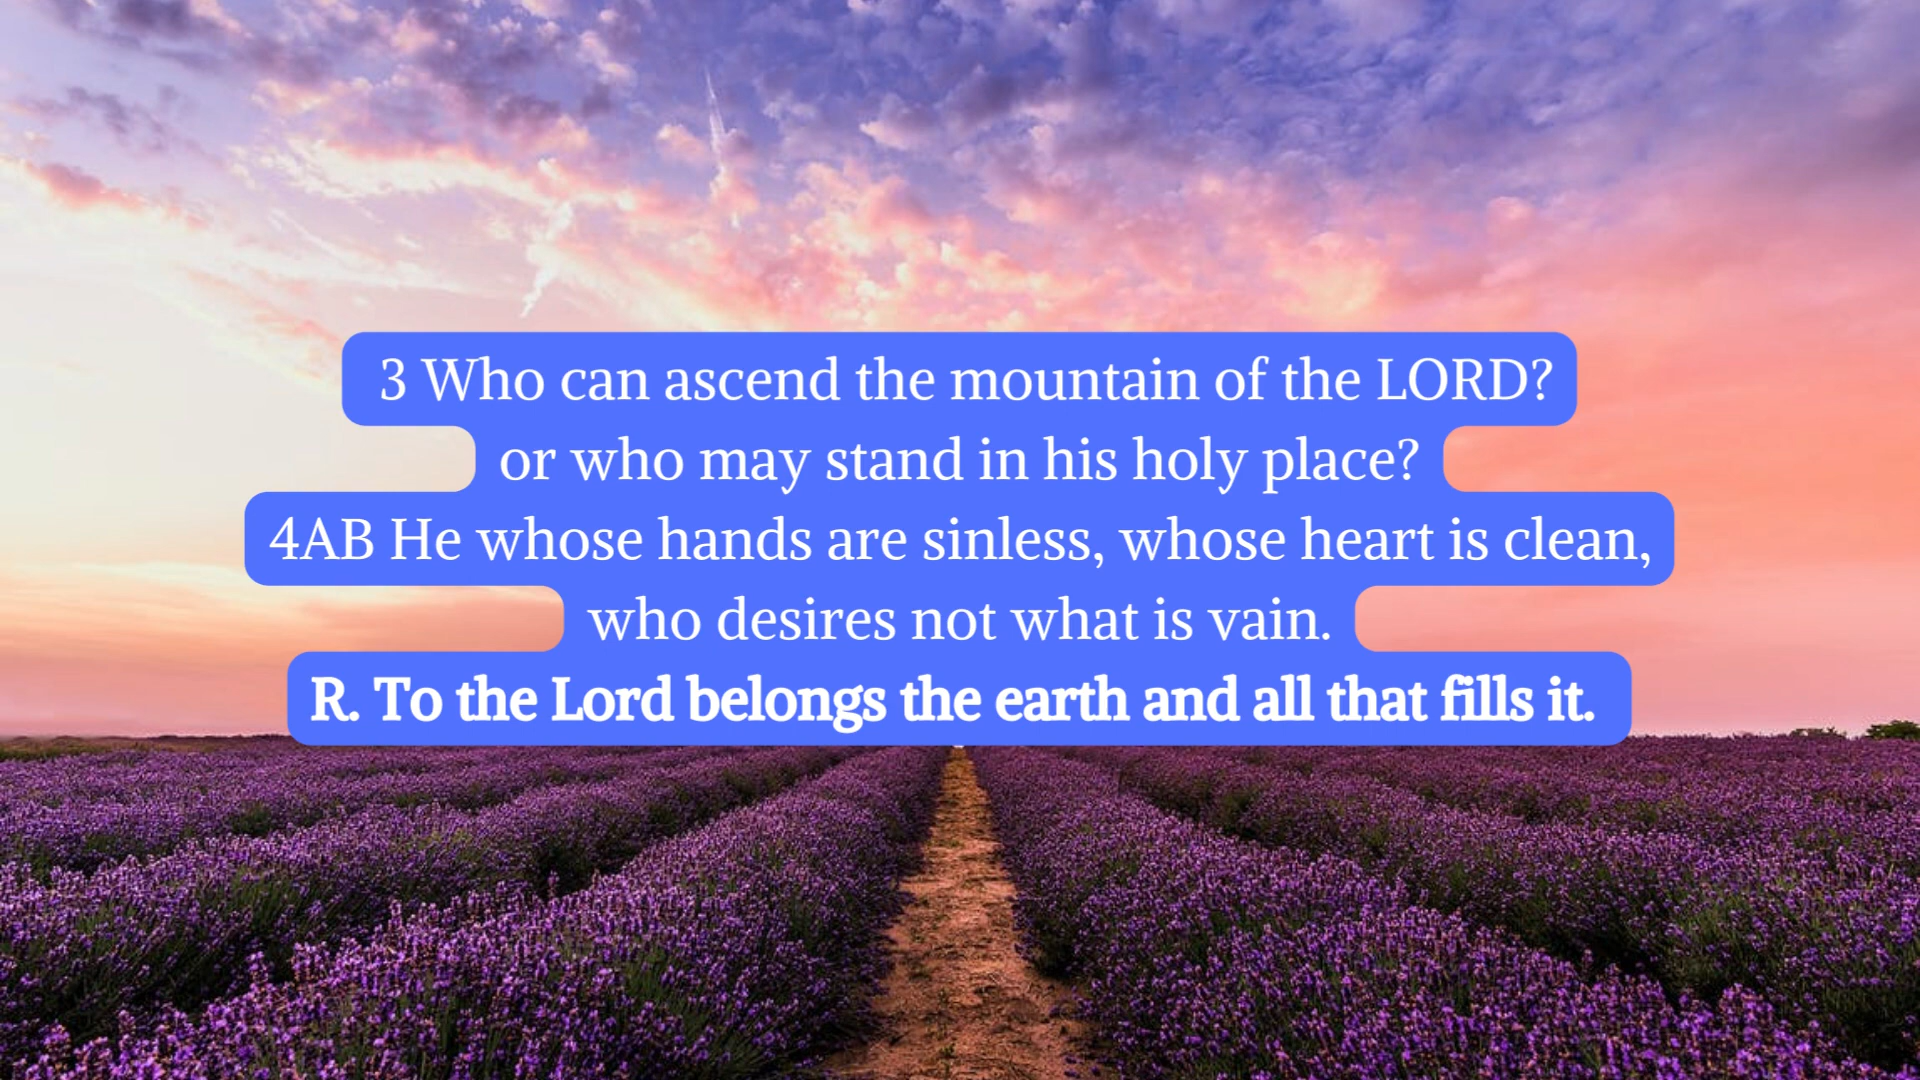 3 Who can ascend the mountain of the LORD?
or who may stand in his holy place?
4AB He whose hands are sinless, whose heart is clean,
who desires not what is vain.
R. To the Lord belongs the earth and all that fills it.